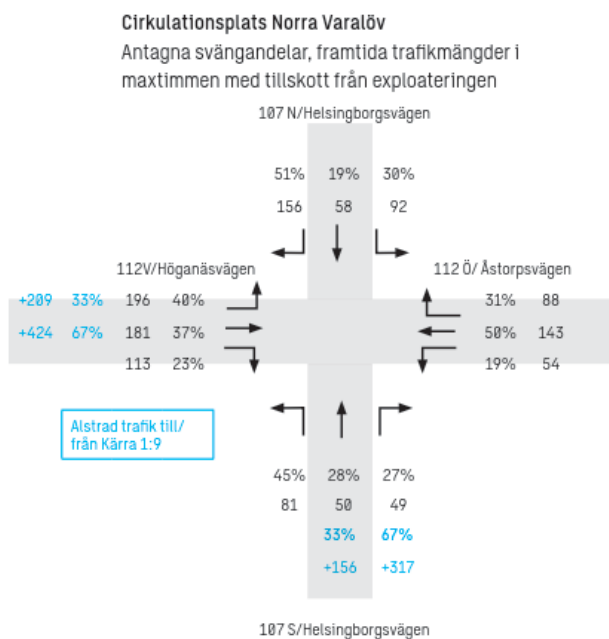 Cirkulationsplats Norra Varalöv
Antagna svängandelar, framtida trafikmängder i
maxtimmen med tillskott från exploateringen
107 N/Helsingborgsvägen
51% 19% 30%
156 58 92
112V/Höganäsvägen 112 Ö/ Åstorpsvägen
+209 33% 196 40% 31% 88
+424 67% 181 37% 50% 143
113 23% 19% 54
Alstrad trafik till/
från Kärra 1:9
45% 28% 27%
81 50 49
33% 67%
+156 +317
107 S/Helsingborgsvägen